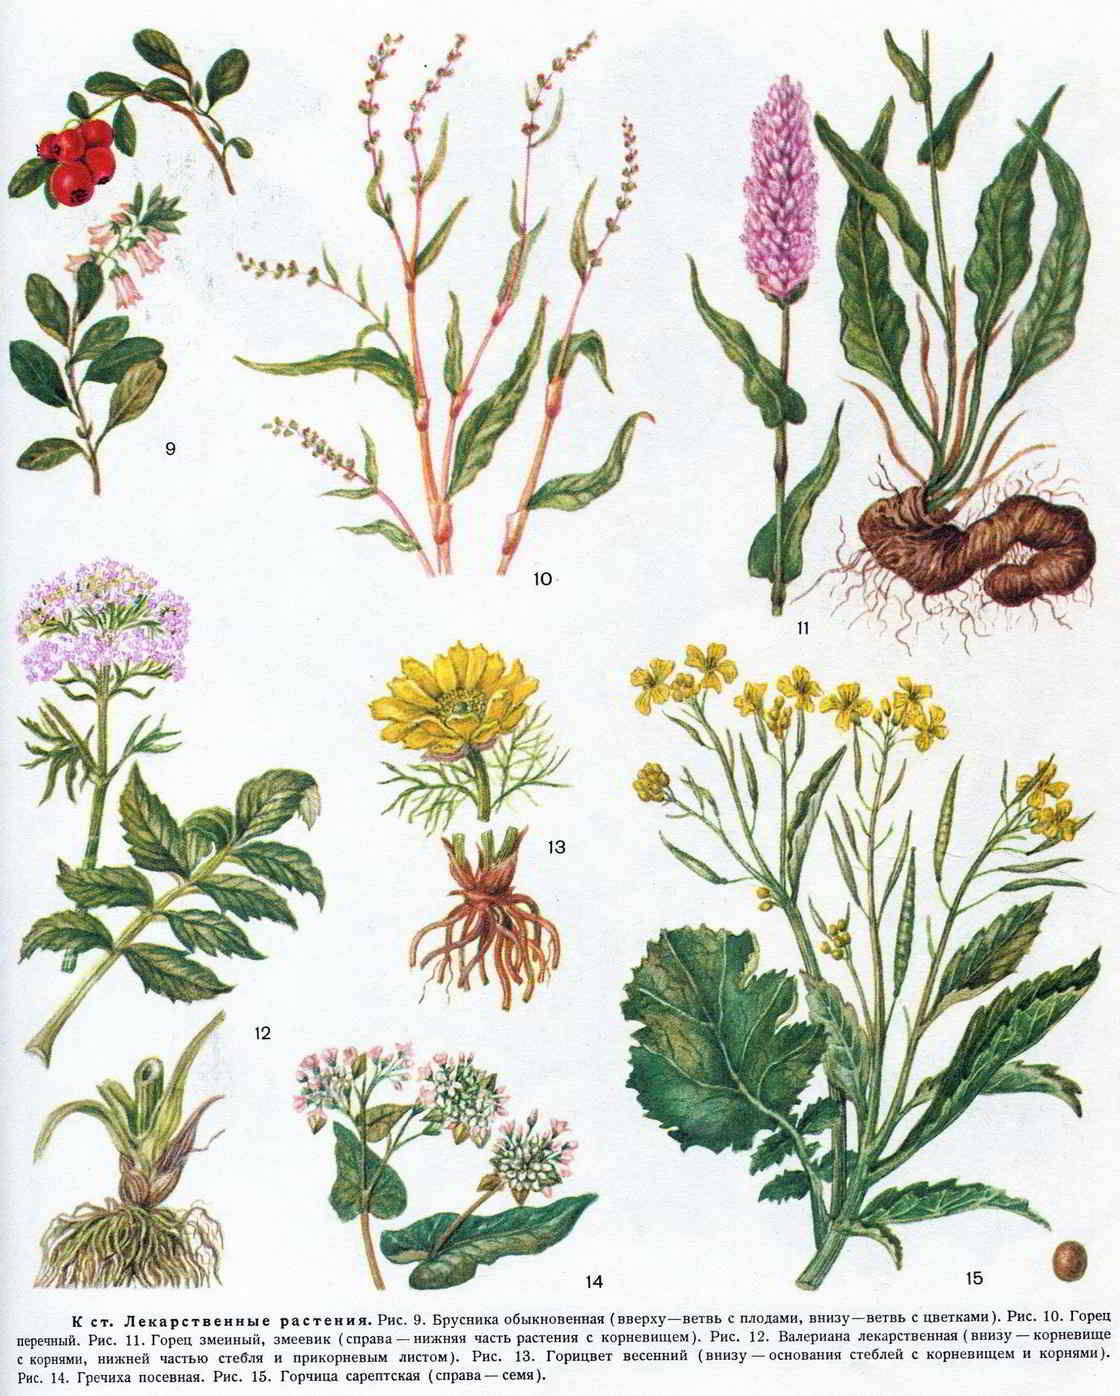 9
10
11
12
13
14
15
К ст. Лекарственные растения. Рис. 9. Брусника обыкновенная (вверху—ветвь с плодами, внизу—ветвь с цветками). Рис. 10. Горец
перечный. Рис. 11. Горец змеиный, змеевик (справа — нижняя часть растения с корневищем). Рис. 12. Валериана лекарственная (внизу — корневище
с корнями, нижней частью стебля и прикорневым листом). Рис. 13. Горицвет весенний (внизу — основания стеблей с корневищем и корнями).
Рис. 14. Гречиха посевная. Рис. 15. Горчица сарептская (справа — семя).